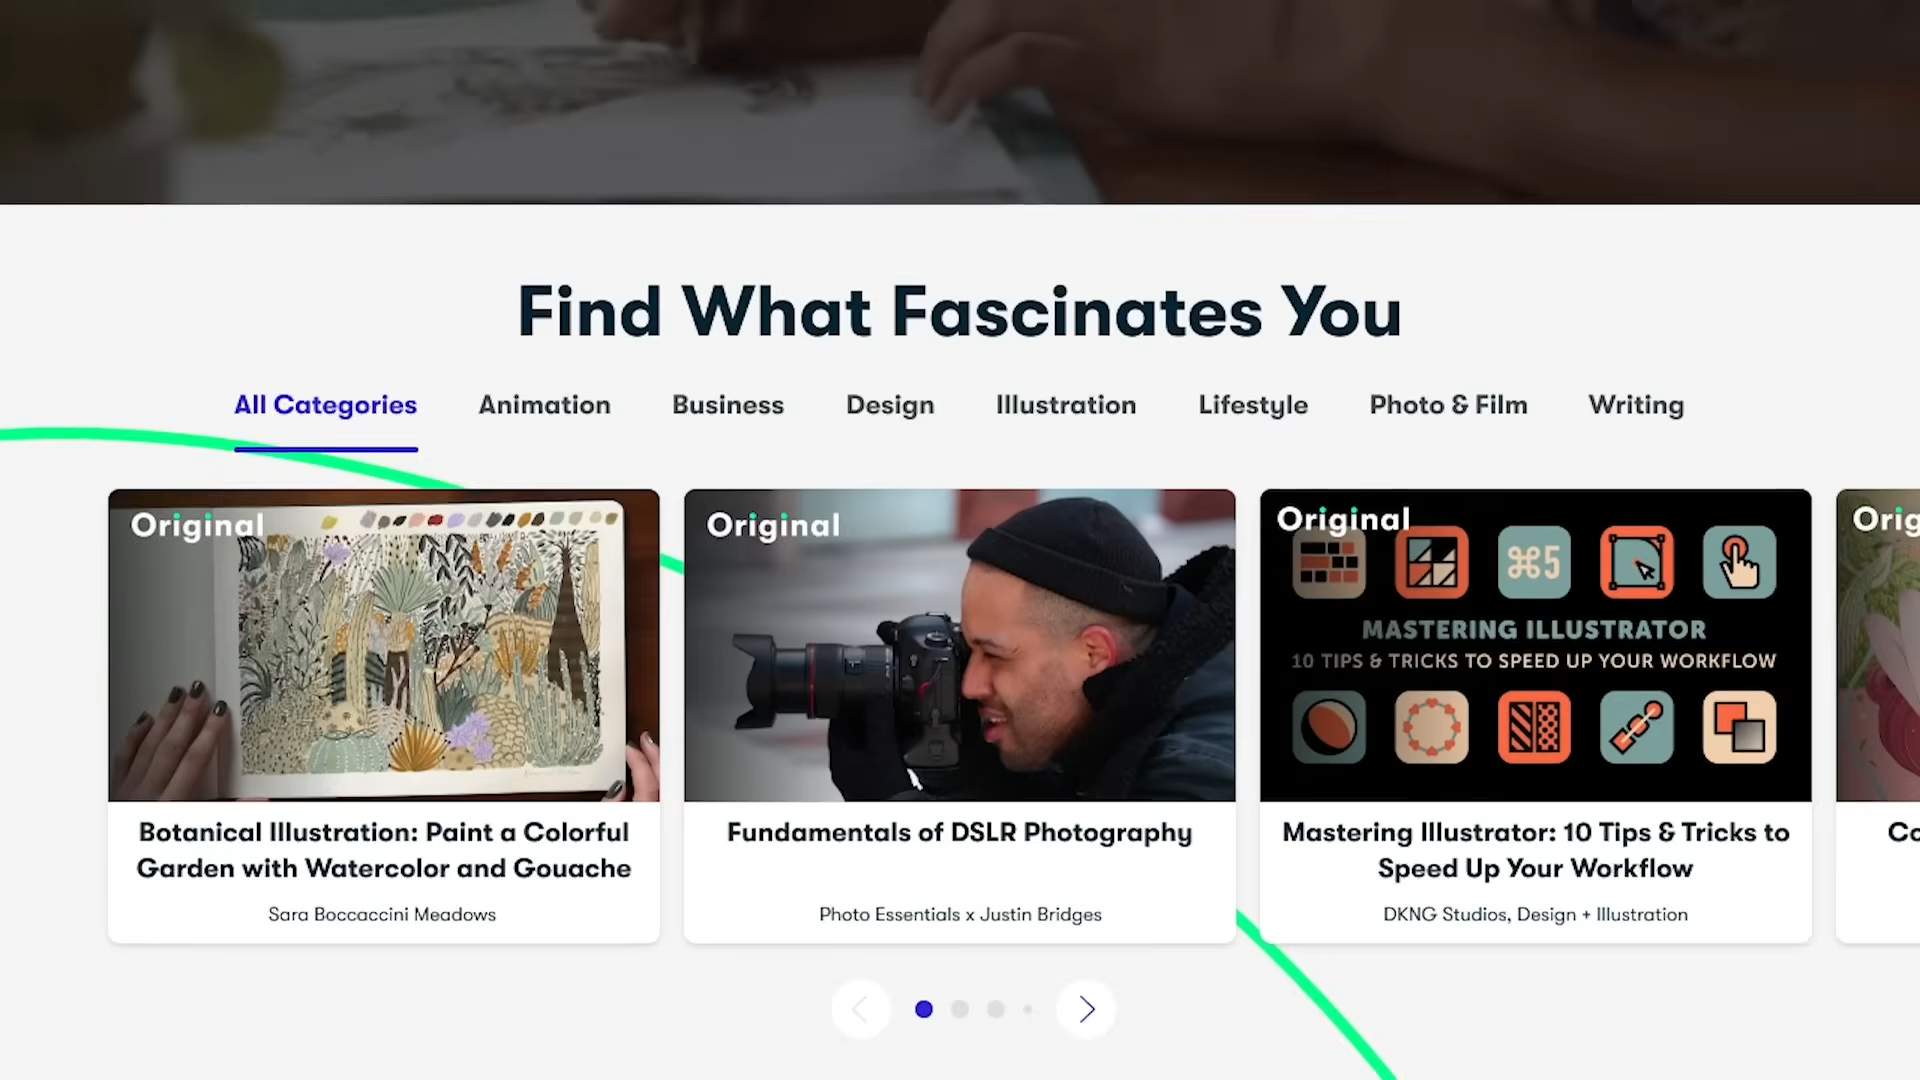 Find What Fascinates You
All Categories Animation Business Design Illustration Lifestyle Photo & Film Writing
Original
Botanical Illustration: Paint a Colorful
Garden with Watercolor and Gouache
Sara Boccaccini Meadows
Original
Fundamentals of DSLR Photography
Photo Essentials x Justin Bridges
Original
⌘5
MASTERING ILLUSTRATOR
10 TIPS & TRICKS TO SPEED UP YOUR WORKFLOW
Mastering Illustrator: 10 Tips & Tricks to
Speed Up Your Workflow
DKNG Studios, Design + Illustration
Orig
Co